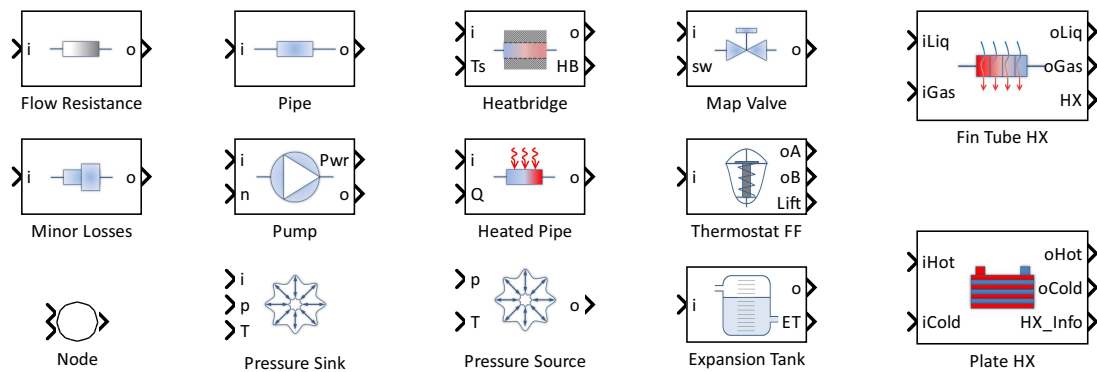 i o
Flow Resistance
i o
Pipe
i o
Ts HB
Heatbridge
i
o
sw
Map Valve
iLiq oLiq
oGas
iGas HX
Fin Tube HX
i o
Minor Losses
i Pwr
n o
Pump
i
o
Q
Heated Pipe
oA
i oB
Lift
Thermostat FF
Node
i
p
T
Pressure Sink
p
o
T
Pressure Source
o
i
ET
Expansion Tank
oHot
iHot
oCold
iCold HX_Info
Plate HX